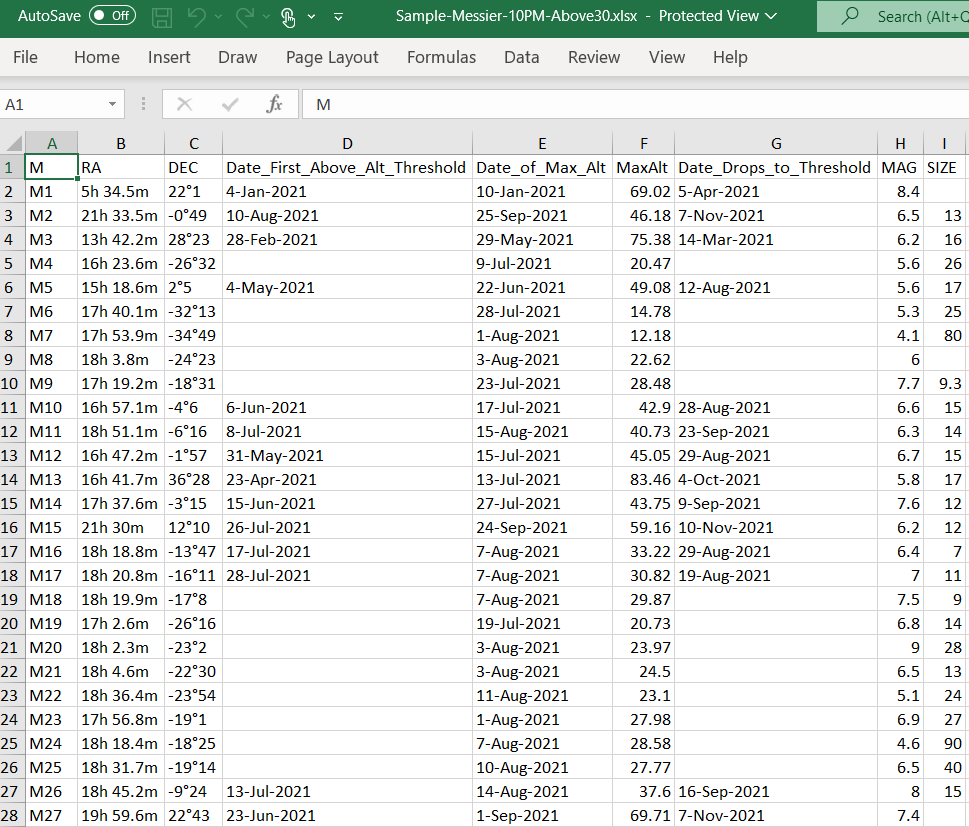 AutoSave Off Sample-Messier-10PM-Above30.xlsx - Protected View Search (Alt+Q
File Home Insert Draw Page Layout Formulas Data Review View Help
A1 fx M
A B C D E F G H I
1 M RA DEC Date_First_Above_Alt_Threshold Date_of_Max_Alt MaxAlt Date_Drops_to_Threshold MAG SIZE
2 M1 5h 34.5m 22°1 4-Jan-2021 10-Jan-2021 69.02 5-Apr-2021 8.4
3 M2 21h 33.5m -0°49 10-Aug-2021 25-Sep-2021 46.18 7-Nov-2021 6.5 13
4 M3 13h 42.2m 28°23 28-Feb-2021 29-May-2021 75.38 14-Mar-2021 6.2 16
5 M4 16h 23.6m -26°32 9-Jul-2021 20.47 5.6 26
6 M5 15h 18.6m 2°5 4-May-2021 22-Jun-2021 49.08 12-Aug-2021 5.6 17
7 M6 17h 40.1m -32°13 28-Jul-2021 14.78 5.3 25
8 M7 17h 53.9m -34°49 1-Aug-2021 12.18 4.1 80
9 M8 18h 3.8m -24°23 3-Aug-2021 22.62 6
10 M9 17h 19.2m -18°31 23-Jul-2021 28.48 7.7 9.3
11 M10 16h 57.1m -4°6 6-Jun-2021 17-Jul-2021 42.9 28-Aug-2021 6.6 15
12 M11 18h 51.1m -6°16 8-Jul-2021 15-Aug-2021 40.73 23-Sep-2021 6.3 14
13 M12 16h 47.2m -1°57 31-May-2021 15-Jul-2021 45.05 29-Aug-2021 6.7 15
14 M13 16h 41.7m 36°28 23-Apr-2021 13-Jul-2021 83.46 4-Oct-2021 5.8 17
15 M14 17h 37.6m -3°15 15-Jun-2021 27-Jul-2021 43.75 9-Sep-2021 7.6 12
16 M15 21h 30m 12°10 26-Jul-2021 24-Sep-2021 59.16 10-Nov-2021 6.2 12
17 M16 18h 18.8m -13°47 17-Jul-2021 7-Aug-2021 33.22 29-Aug-2021 6.4 7
18 M17 18h 20.8m -16°11 28-Jul-2021 7-Aug-2021 30.82 19-Aug-2021 7 11
19 M18 18h 19.9m -17°8 7-Aug-2021 29.87 7.5 9
20 M19 17h 2.6m -26°16 19-Jul-2021 20.73 6.8 14
21 M20 18h 2.3m -23°2 3-Aug-2021 23.97 9 28
22 M21 18h 4.6m -22°30 3-Aug-2021 24.5 6.5 13
23 M22 18h 36.4m -23°54 11-Aug-2021 23.1 5.1 24
24 M23 17h 56.8m -19°1 1-Aug-2021 27.98 6.9 27
25 M24 18h 18.4m -18°25 7-Aug-2021 28.58 4.6 90
26 M25 18h 31.7m -19°14 10-Aug-2021 27.77 6.5 40
27 M26 18h 45.2m -9°24 13-Jul-2021 14-Aug-2021 37.6 16-Sep-2021 8 15
28 M27 19h 59.6m 22°43 23-Jun-2021 1-Sep-2021 69.71 7-Nov-2021 7.4